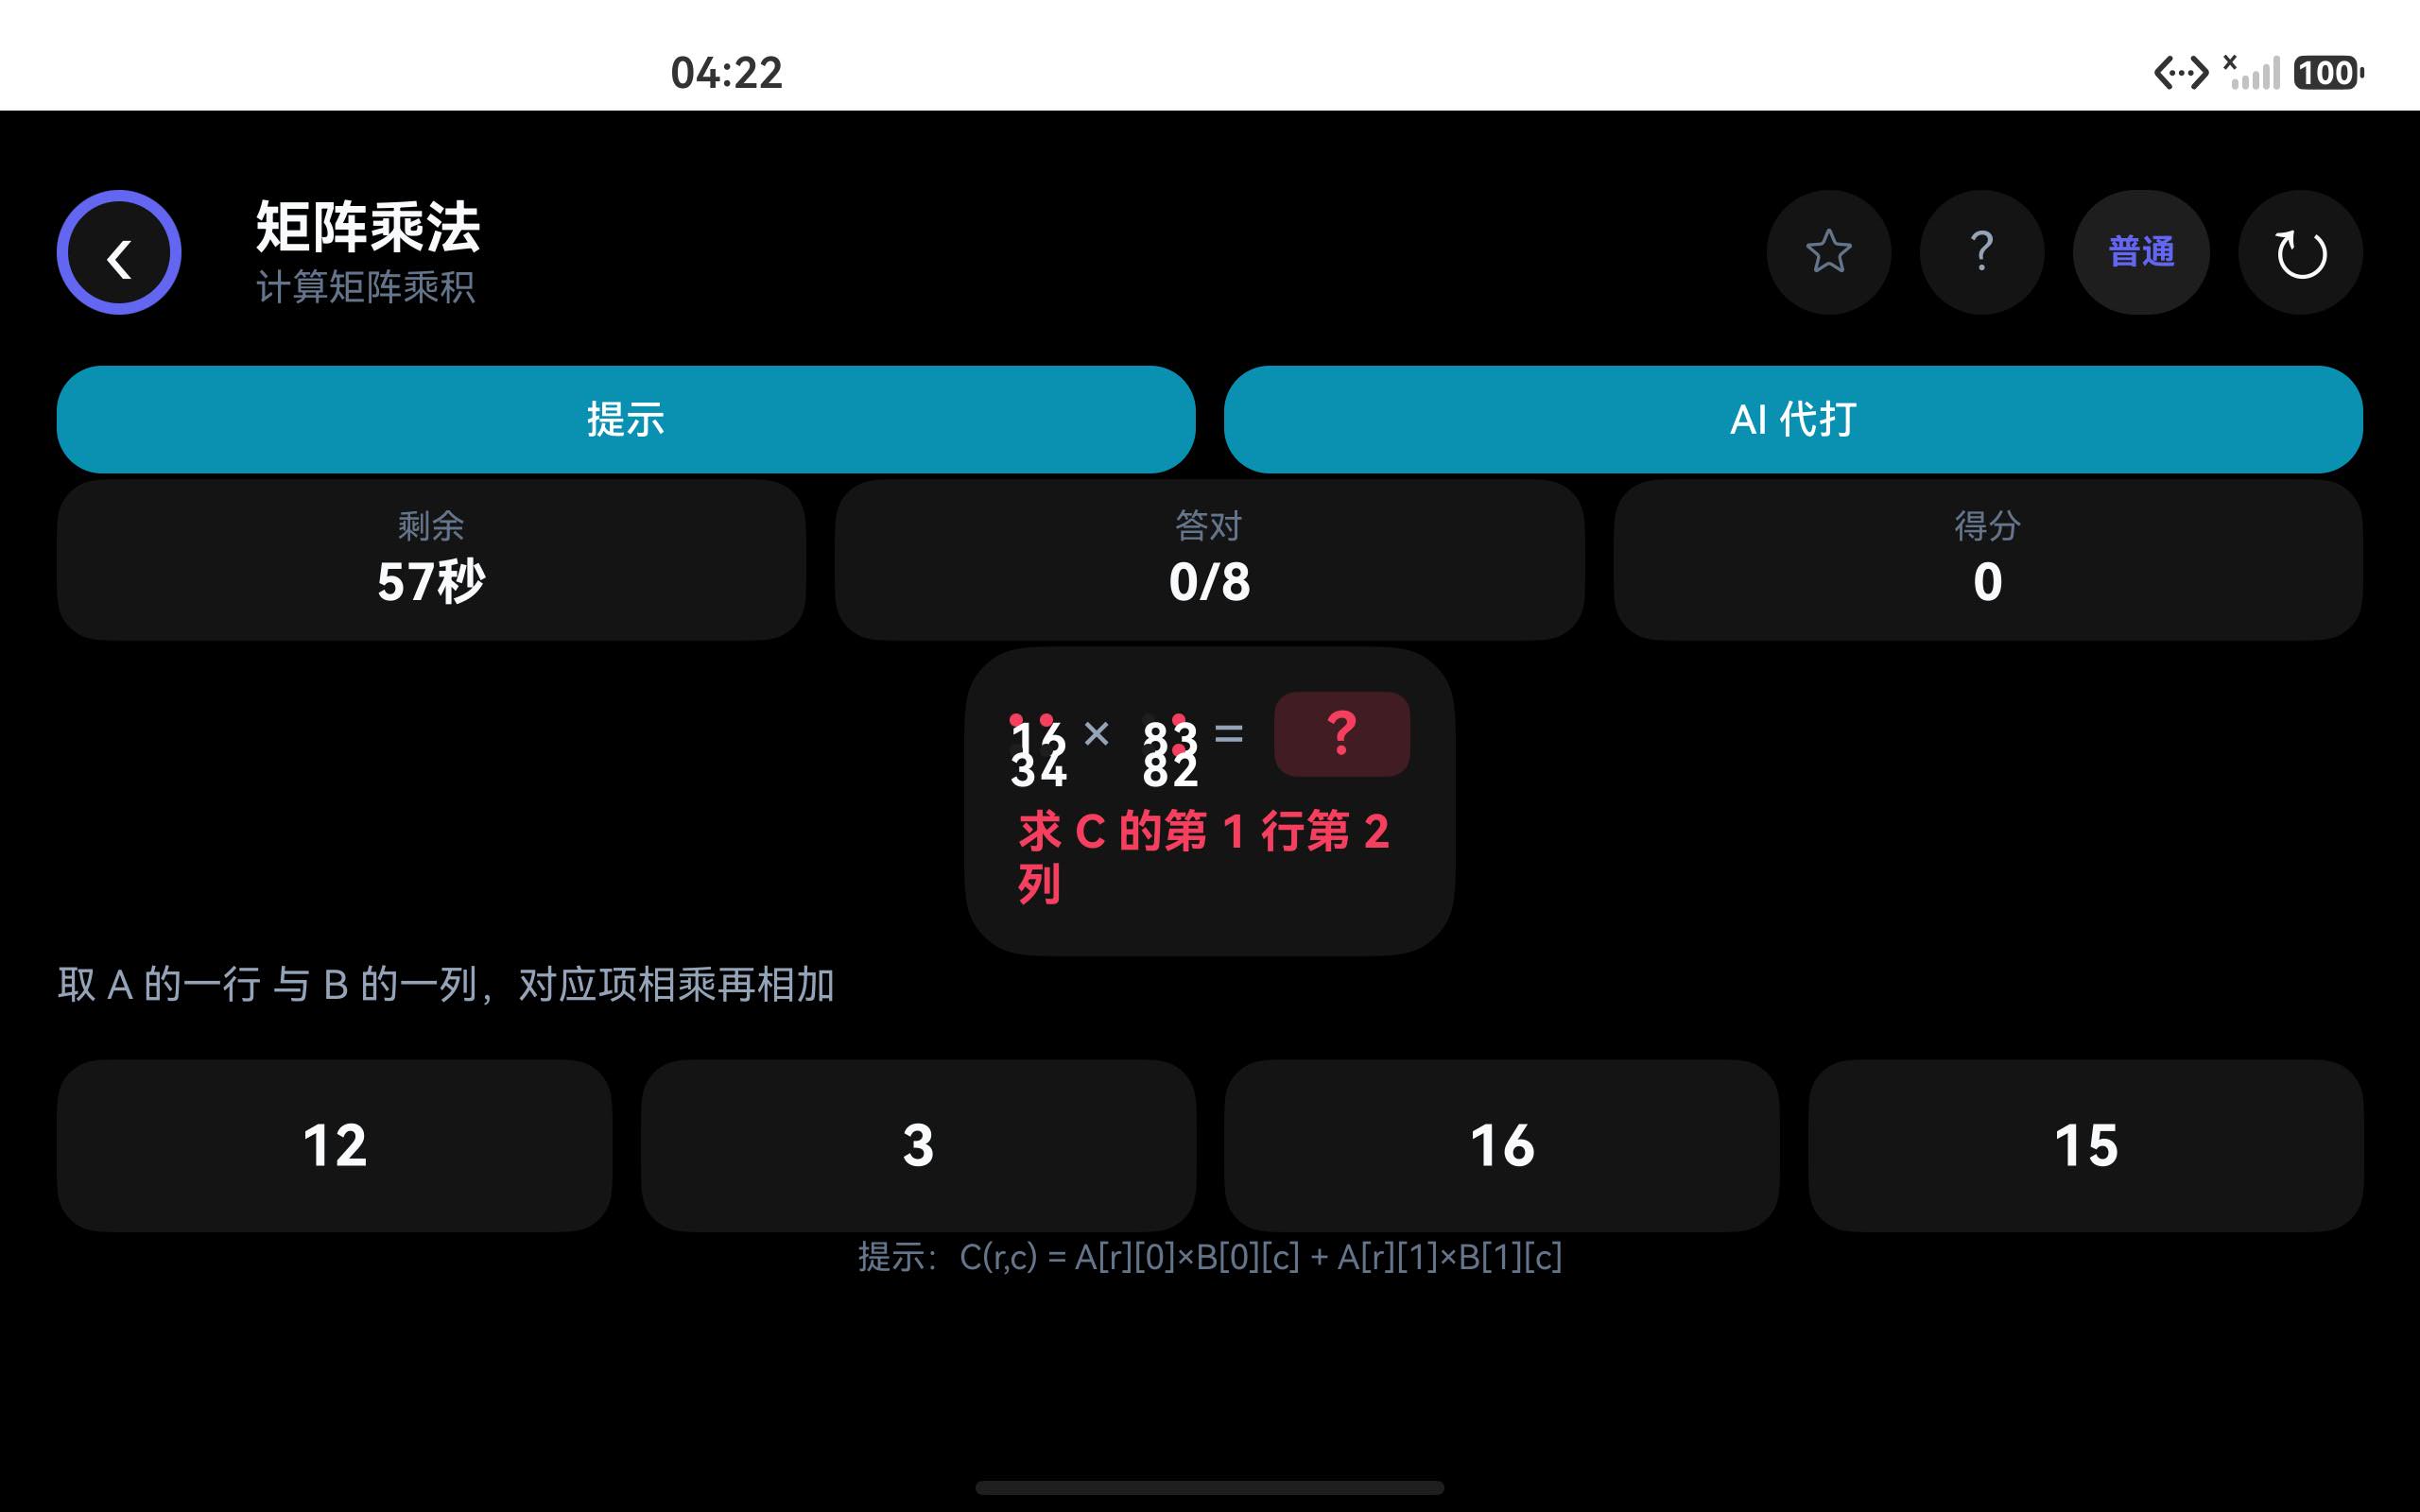 04:22
100
矩阵乘法
计算矩阵乘积
?
普通
提示
AI 代打
剩余
57秒
答对
0/8
得分
0
16 × 83 = ?
34 82
求 C 的第 1 行第 2
列
取 A 的一行 与 B 的一列，对应项相乘再相加
12
3
16
15
提示：C(r,c) = A[r][0]×B[0][c] + A[r][1]×B[1][c]